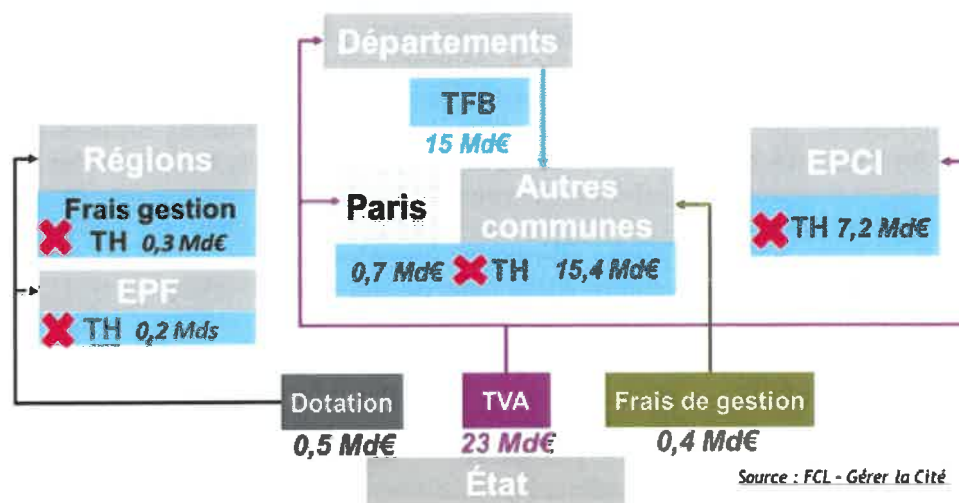 Départements
TFB
15 Md€
Régions
Frais gestion
TH 0,3 Md€
EPF
TH 0,2 Mds
Paris
Autres
communes
0,7 Md€ TH 15,4 Md€
EPCI
TH 7,2 Md€
Dotation
0,5 Md€
TVA
23 Md€
Frais de gestion
0,4 Md€
État
Source : FCL - Gérer la Cité